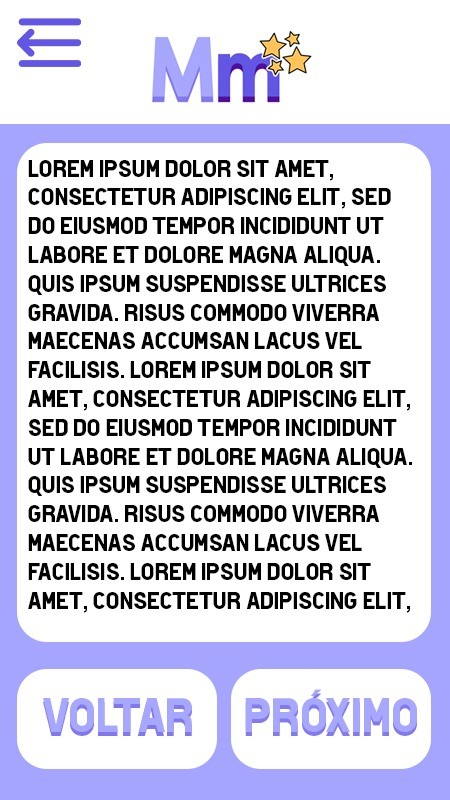 Mm
LOREM IPSUM DOLOR SIT AMET,
CONSECTETUR ADIPISCING ELIT, SED
DO EIUSMOD TEMPOR INCIDIDUNT UT
LABORE ET DOLORE MAGNA ALIQUA.
QUIS IPSUM SUSPENDISSE ULTRICES
GRAVIDA. RISUS COMMODO VIVERRA
MAECENAS ACCUMSAN LACUS VEL
FACILISIS. LOREM IPSUM DOLOR SIT
AMET, CONSECTETUR ADIPISCING ELIT,
SED DO EIUSMOD TEMPOR INCIDIDUNT
UT LABORE ET DOLORE MAGNA ALIQUA.
QUIS IPSUM SUSPENDISSE ULTRICES
GRAVIDA. RISUS COMMODO VIVERRA
MAECENAS ACCUMSAN LACUS VEL
FACILISIS. LOREM IPSUM DOLOR SIT
AMET, CONSECTETUR ADIPISCING ELIT,
VOLTAR
PRÓXIMO